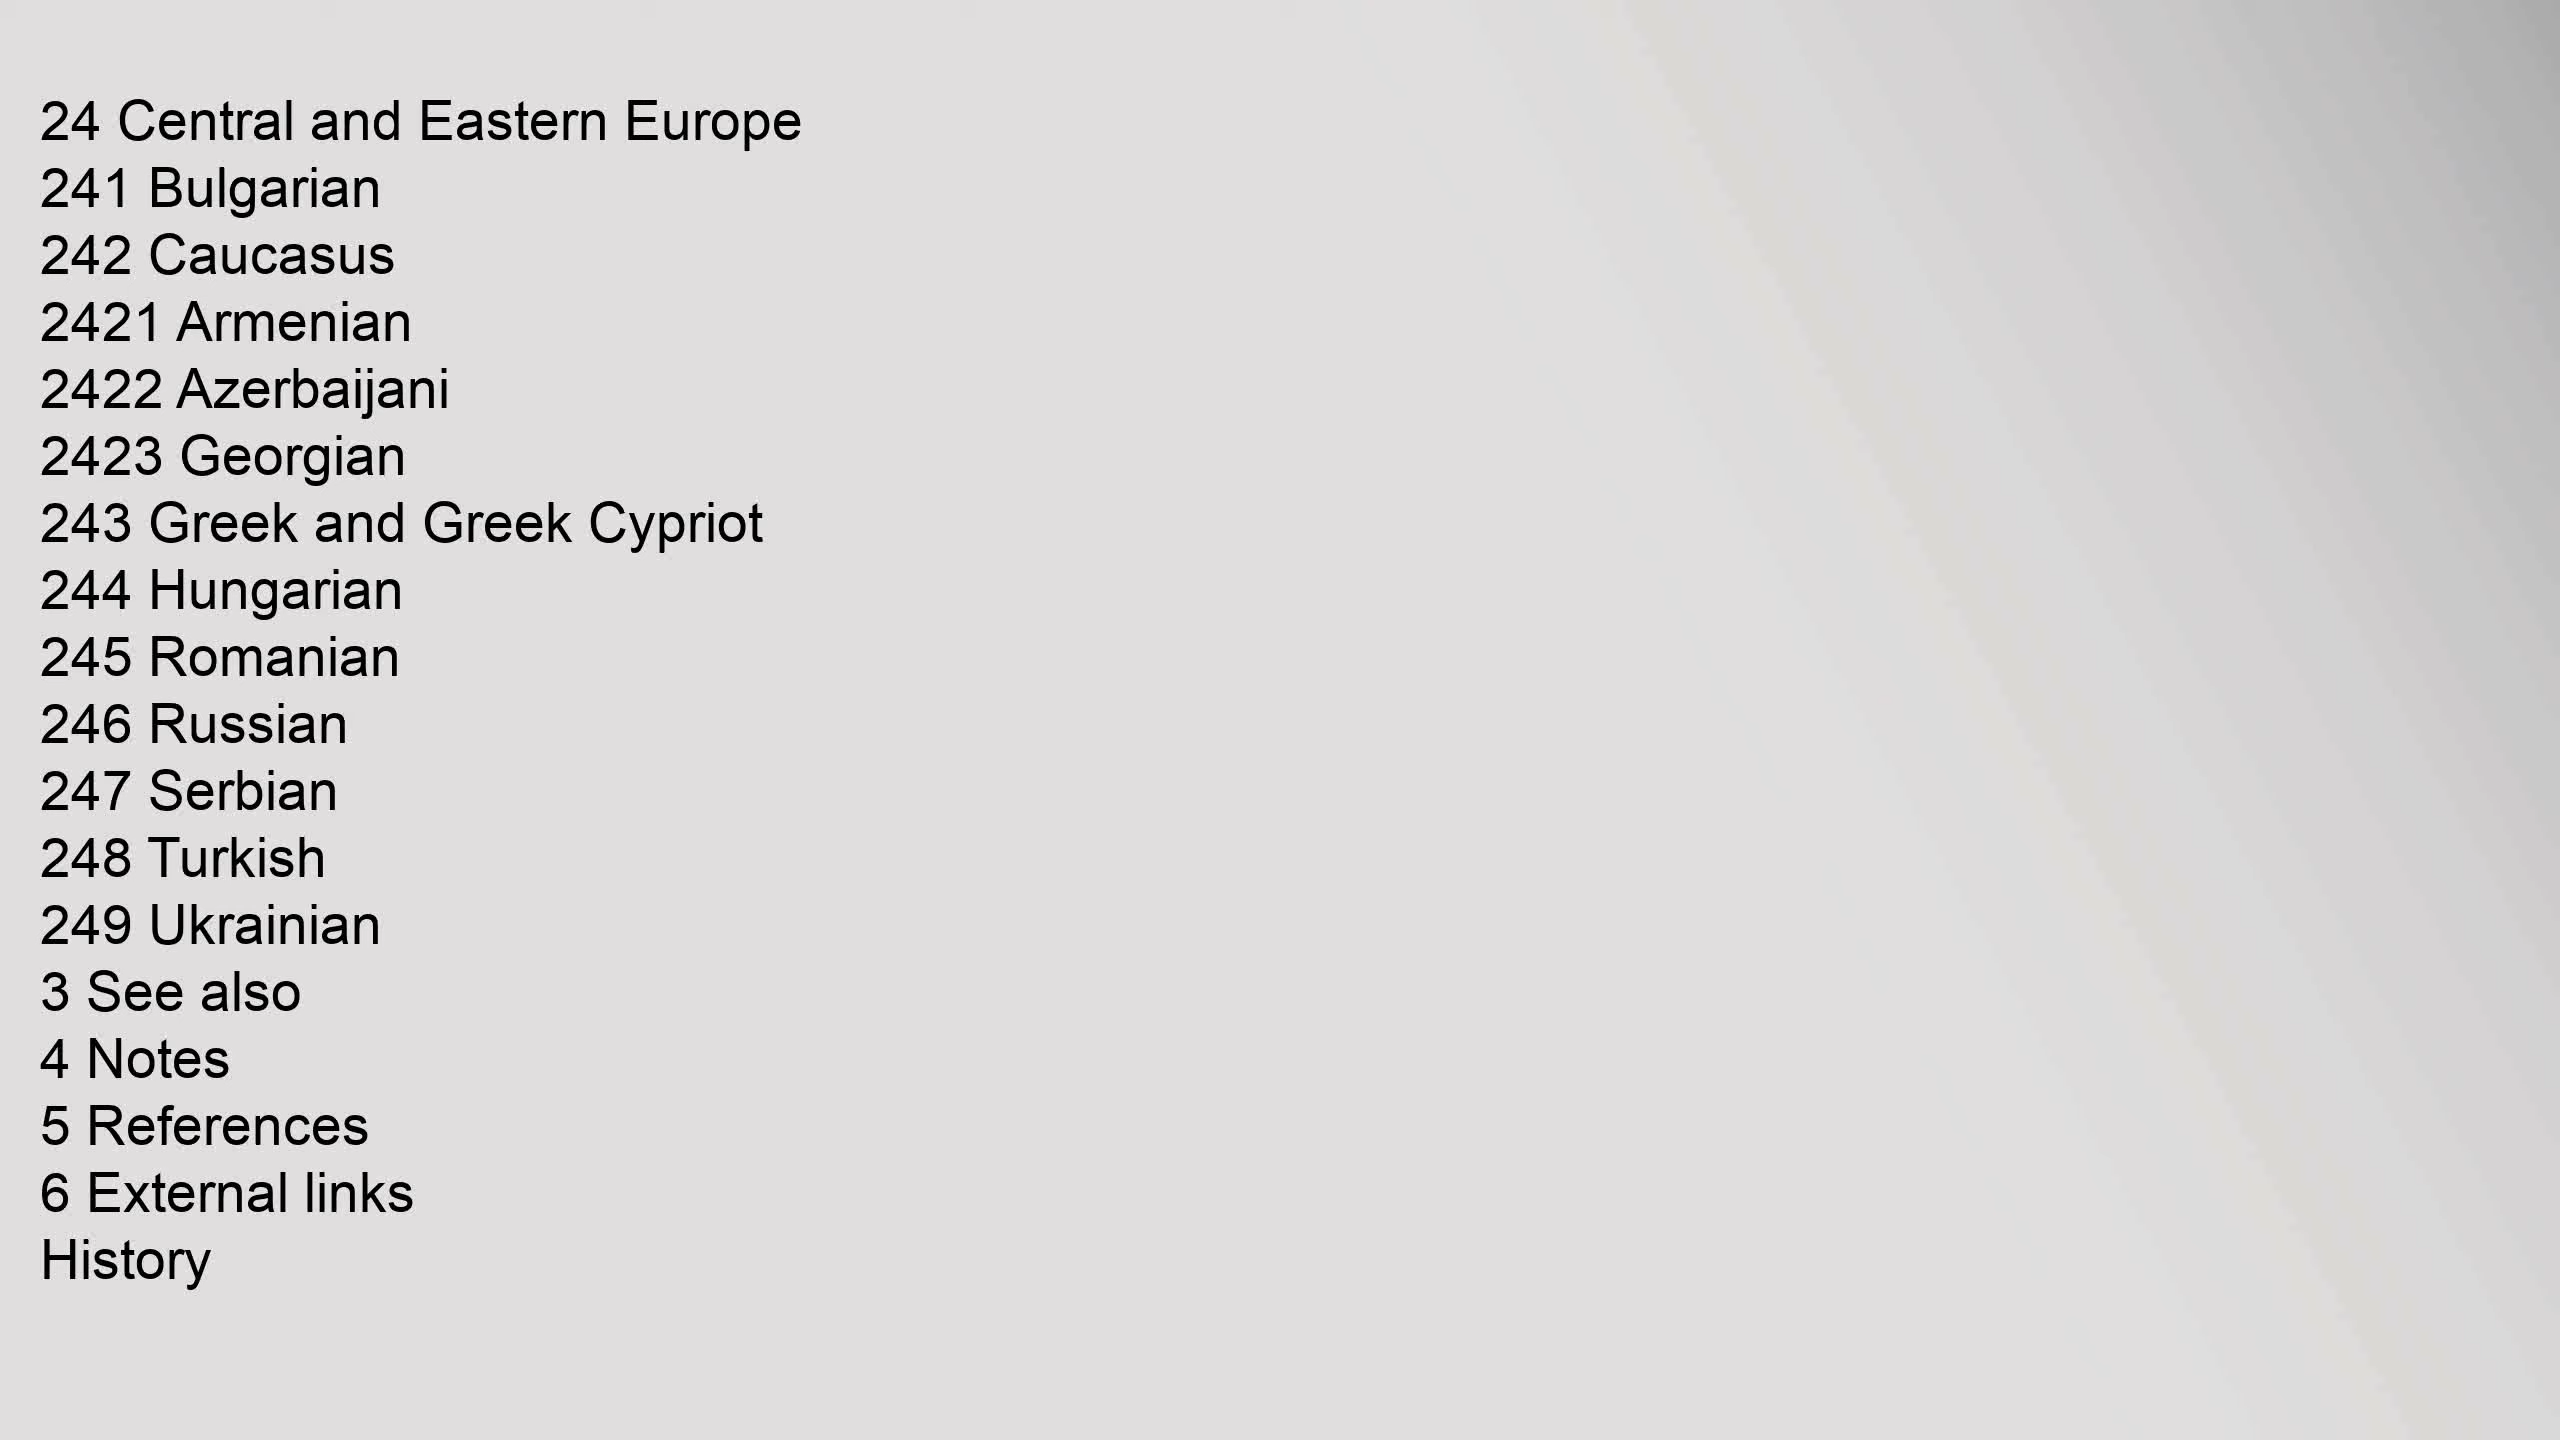 24 Central and Eastern Europe
241 Bulgarian
242 Caucasus
2421 Armenian
2422 Azerbaijani
2423 Georgian
243 Greek and Greek Cypriot
244 Hungarian
245 Romanian
246 Russian
247 Serbian
248 Turkish
249 Ukrainian
3 See also
4 Notes
5 References
6 External links
History